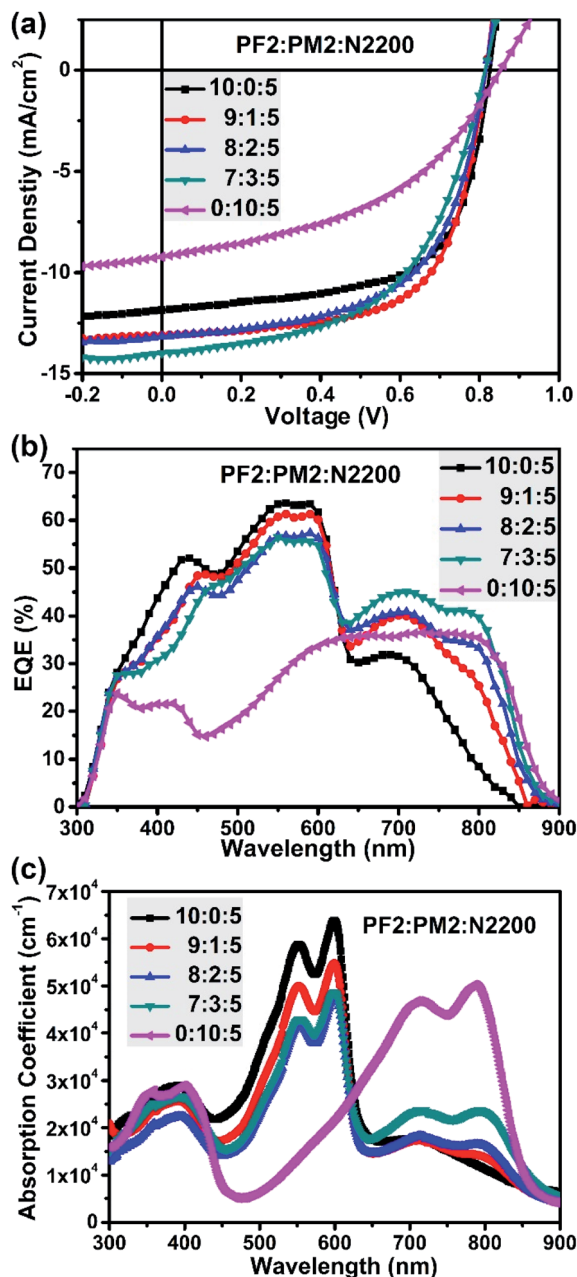 (a)
PF2:PM2:N2200
10:0:5
9:1:5
8:2:5
7:3:5
0:10:5
0
-5
-10
-15
Current Denstiy (mA/cm²)
-0.2 0.0 0.2 0.4 0.6 0.8 1.0
Voltage (V)
(b)
PF2:PM2:N2200
10:0:5
9:1:5
8:2:5
7:3:5
0:10:5
70
60
50
40
30
20
10
0
EQE (%)
300 400 500 600 700 800 900
Wavelength (nm)
(c)
PF2:PM2:N2200
10:0:5
9:1:5
8:2:5
7:3:5
0:10:5
7x10⁴
6x10⁴
5x10⁴
4x10⁴
3x10⁴
2x10⁴
1x10⁴
0
Absorption Coefficient (cm⁻¹)
300 400 500 600 700 800 900
Wavelength (nm)